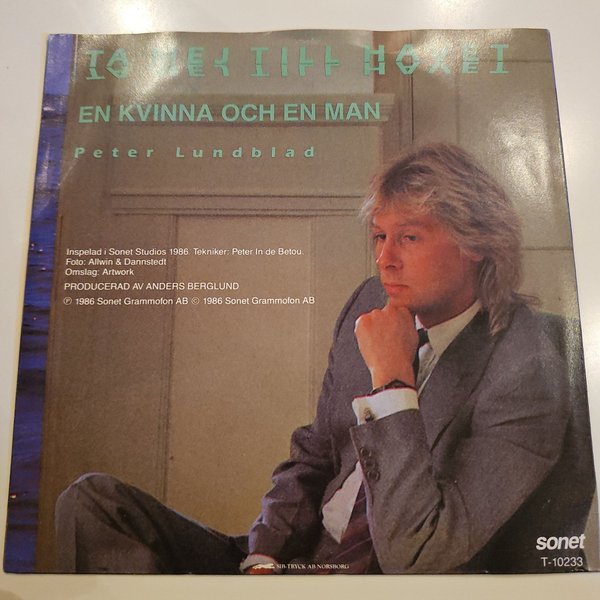 TA MEJ TILL HAVET
EN KVINNA OCH EN MAN
Peter Lundblad
Inspelad i Sonet Studios 1986. Tekniker: Peter In de Betou.
Foto: Allwin & Dannstedt
Omslag: Artwork
PRODUCERAD AV ANDERS BERGLUND
℗ 1986 Sonet Grammofon AB © 1986 Sonet Grammofon AB
sonet
T-10233
SIB-TRYCK AB NORSBORG